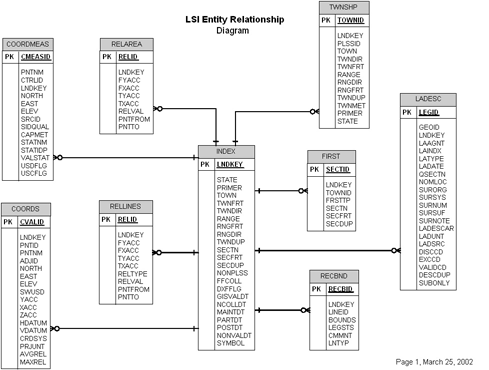 LSI Entity Relationship
Diagram
COORDMEAS
PK CMEASID
PNTNM
CTRLID
LNDKEY
NORTH
EAST
ELEV
SRCID
SIDQUAL
CAPMET
STATNM
STATIDP
VALSTAT
USDFLG
USCFLG
RELAREA
PK RELID
LNDKEY
FYACC
FXACC
TYACC
TXACC
RELVAL
PNTFROM
PNTTO
TWNSHP
PK TOWNID
LNDKEY
PLSSID
TOWN
TWNDIR
TWNFRT
RANGE
RNGDIR
RNGFRT
TWNDUP
TWNMET
PRIMER
STATE
LADESC
PK LEGID
GEOID
LNDKEY
LAAGNT
LAINDX
LATYPE
LADATE
QSECTN
NOMLOC
SURORG
SURSYS
SURNUM
SURSUF
SURNOTE
LADESCAR
LADUNT
LADSRC
DISCCD
EXCCD
VALIDCD
DESCDUP
SUBONLY
INDEX
PK LNDKEY
STATE
PRIMER
TOWN
TWNFRT
TWNDIR
RANGE
RNGFRT
RNGDIR
TWNDUP
SECTN
SECFRT
SECDUP
NONPLSS
FFCOLL
DXFFLG
GISVALDT
NCOLLDT
MAINTDT
PARTDT
POSTDT
NONVALDT
SYMBOL
FIRST
PK SECTID
LNDKEY
TOWNID
FRSTTP
SECTN
SECFRT
SECDUP
COORDS
PK CVALID
LNDKEY
PNTID
PNTNM
ADJID
NORTH
EAST
ELEV
SWUSD
YACC
XACC
ZACC
HDATUM
VDATUM
CRDSYS
PRJUNT
AVGREL
MAXREL
RELLINES
PK RELID
LNDKEY
FYACC
FXACC
TYACC
TXACC
RELTYPE
RELVAL
PNTFROM
PNTTO
RECBND
PK RECBID
LNDKEY
LINEID
BOUNDS
LEGSTS
CMMNT
LNTYP
Page 1, March 25, 2002